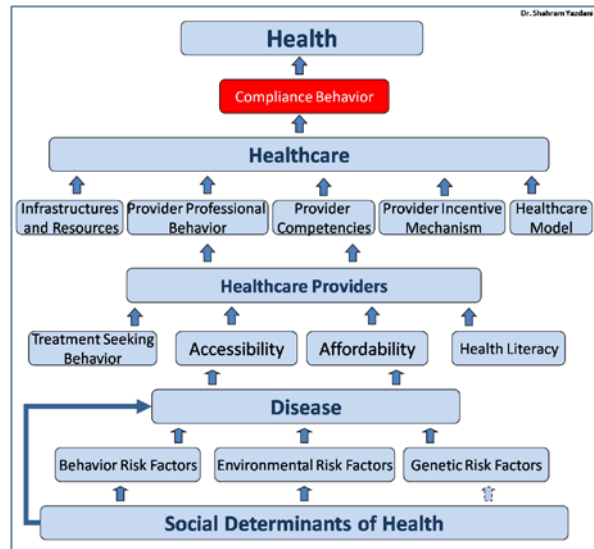 Dr. Shahram Yazdani
Health
Compliance Behavior
Healthcare
Infrastructures
and Resources
Provider Professional
Behavior
Provider
Competencies
Provider Incentive
Mechanism
Healthcare
Model
Healthcare Providers
Treatment Seeking
Behavior
Accessibility
Affordability
Health Literacy
Disease
Behavior Risk Factors
Environmental Risk Factors
Genetic Risk Factors
Social Determinants of Health